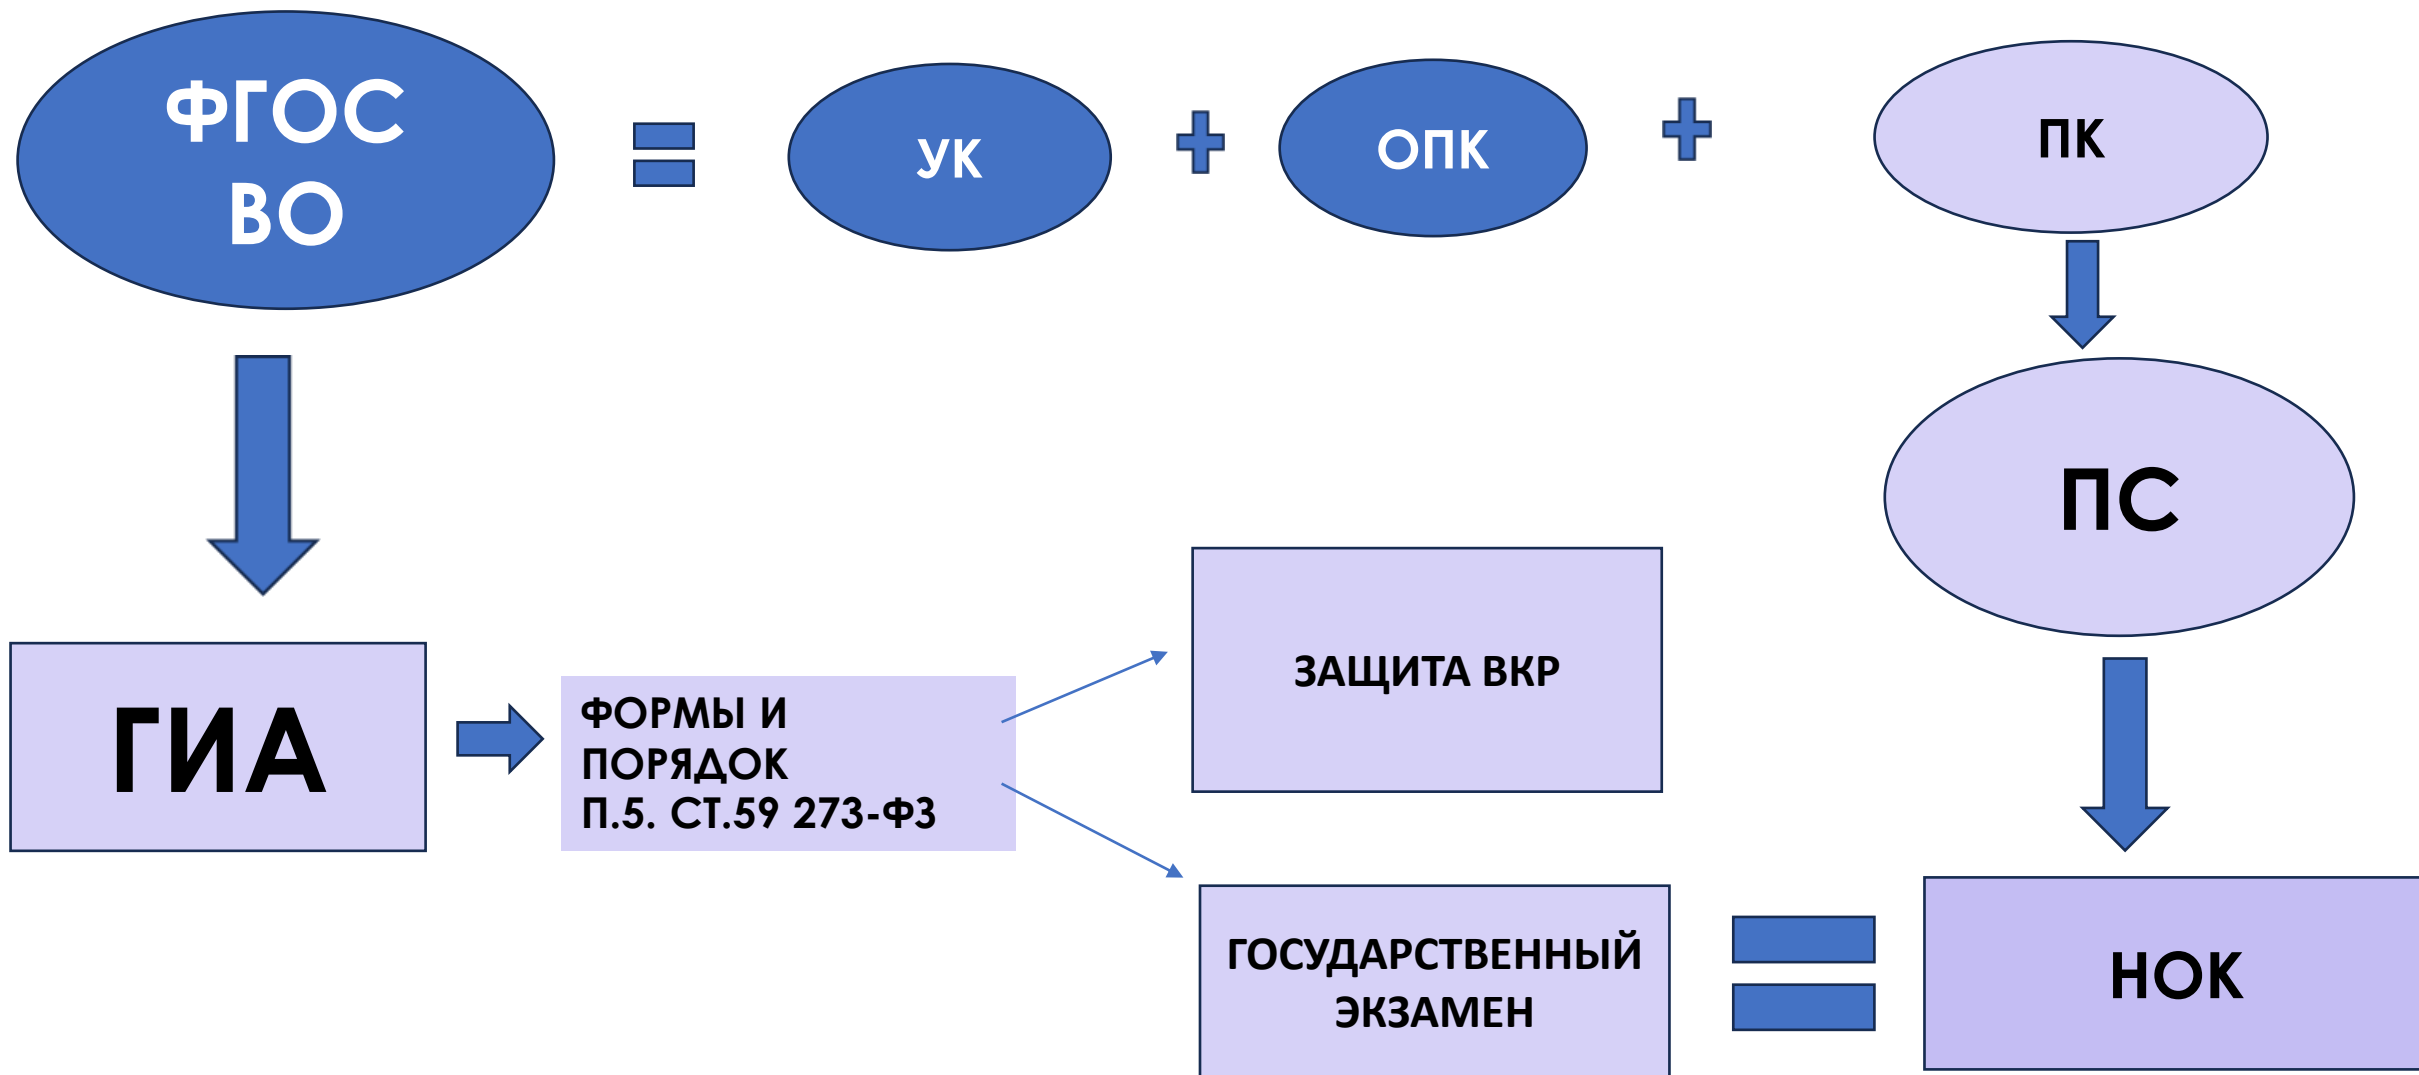 ФГОС
ВО
УК
ОПК
ПК
ПС
ГИА
ФОРМЫ И
ПОРЯДОК
П.5. СТ.59 273-ФЗ
ЗАЩИТА ВКР
ГОСУДАРСТВЕННЫЙ
ЭКЗАМЕН
НОК